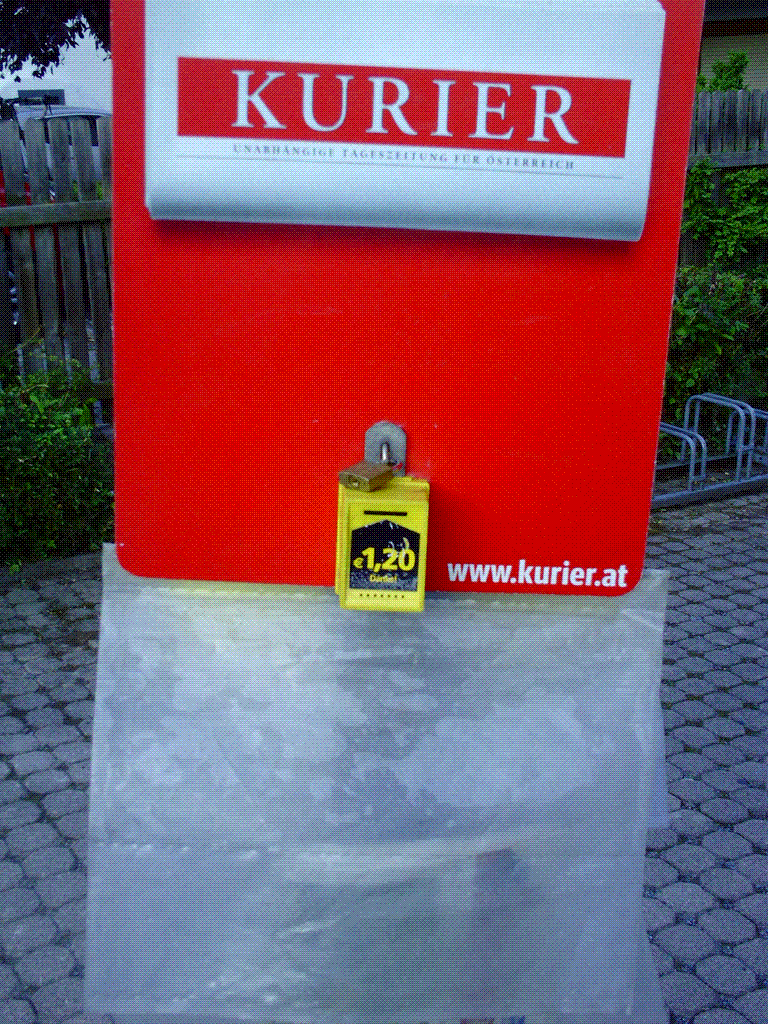 KURIER
UNABHÄNGIGE TAGESZEITUNG FÜR ÖSTERREICH
€1,20
Danke!
www.kurier.at